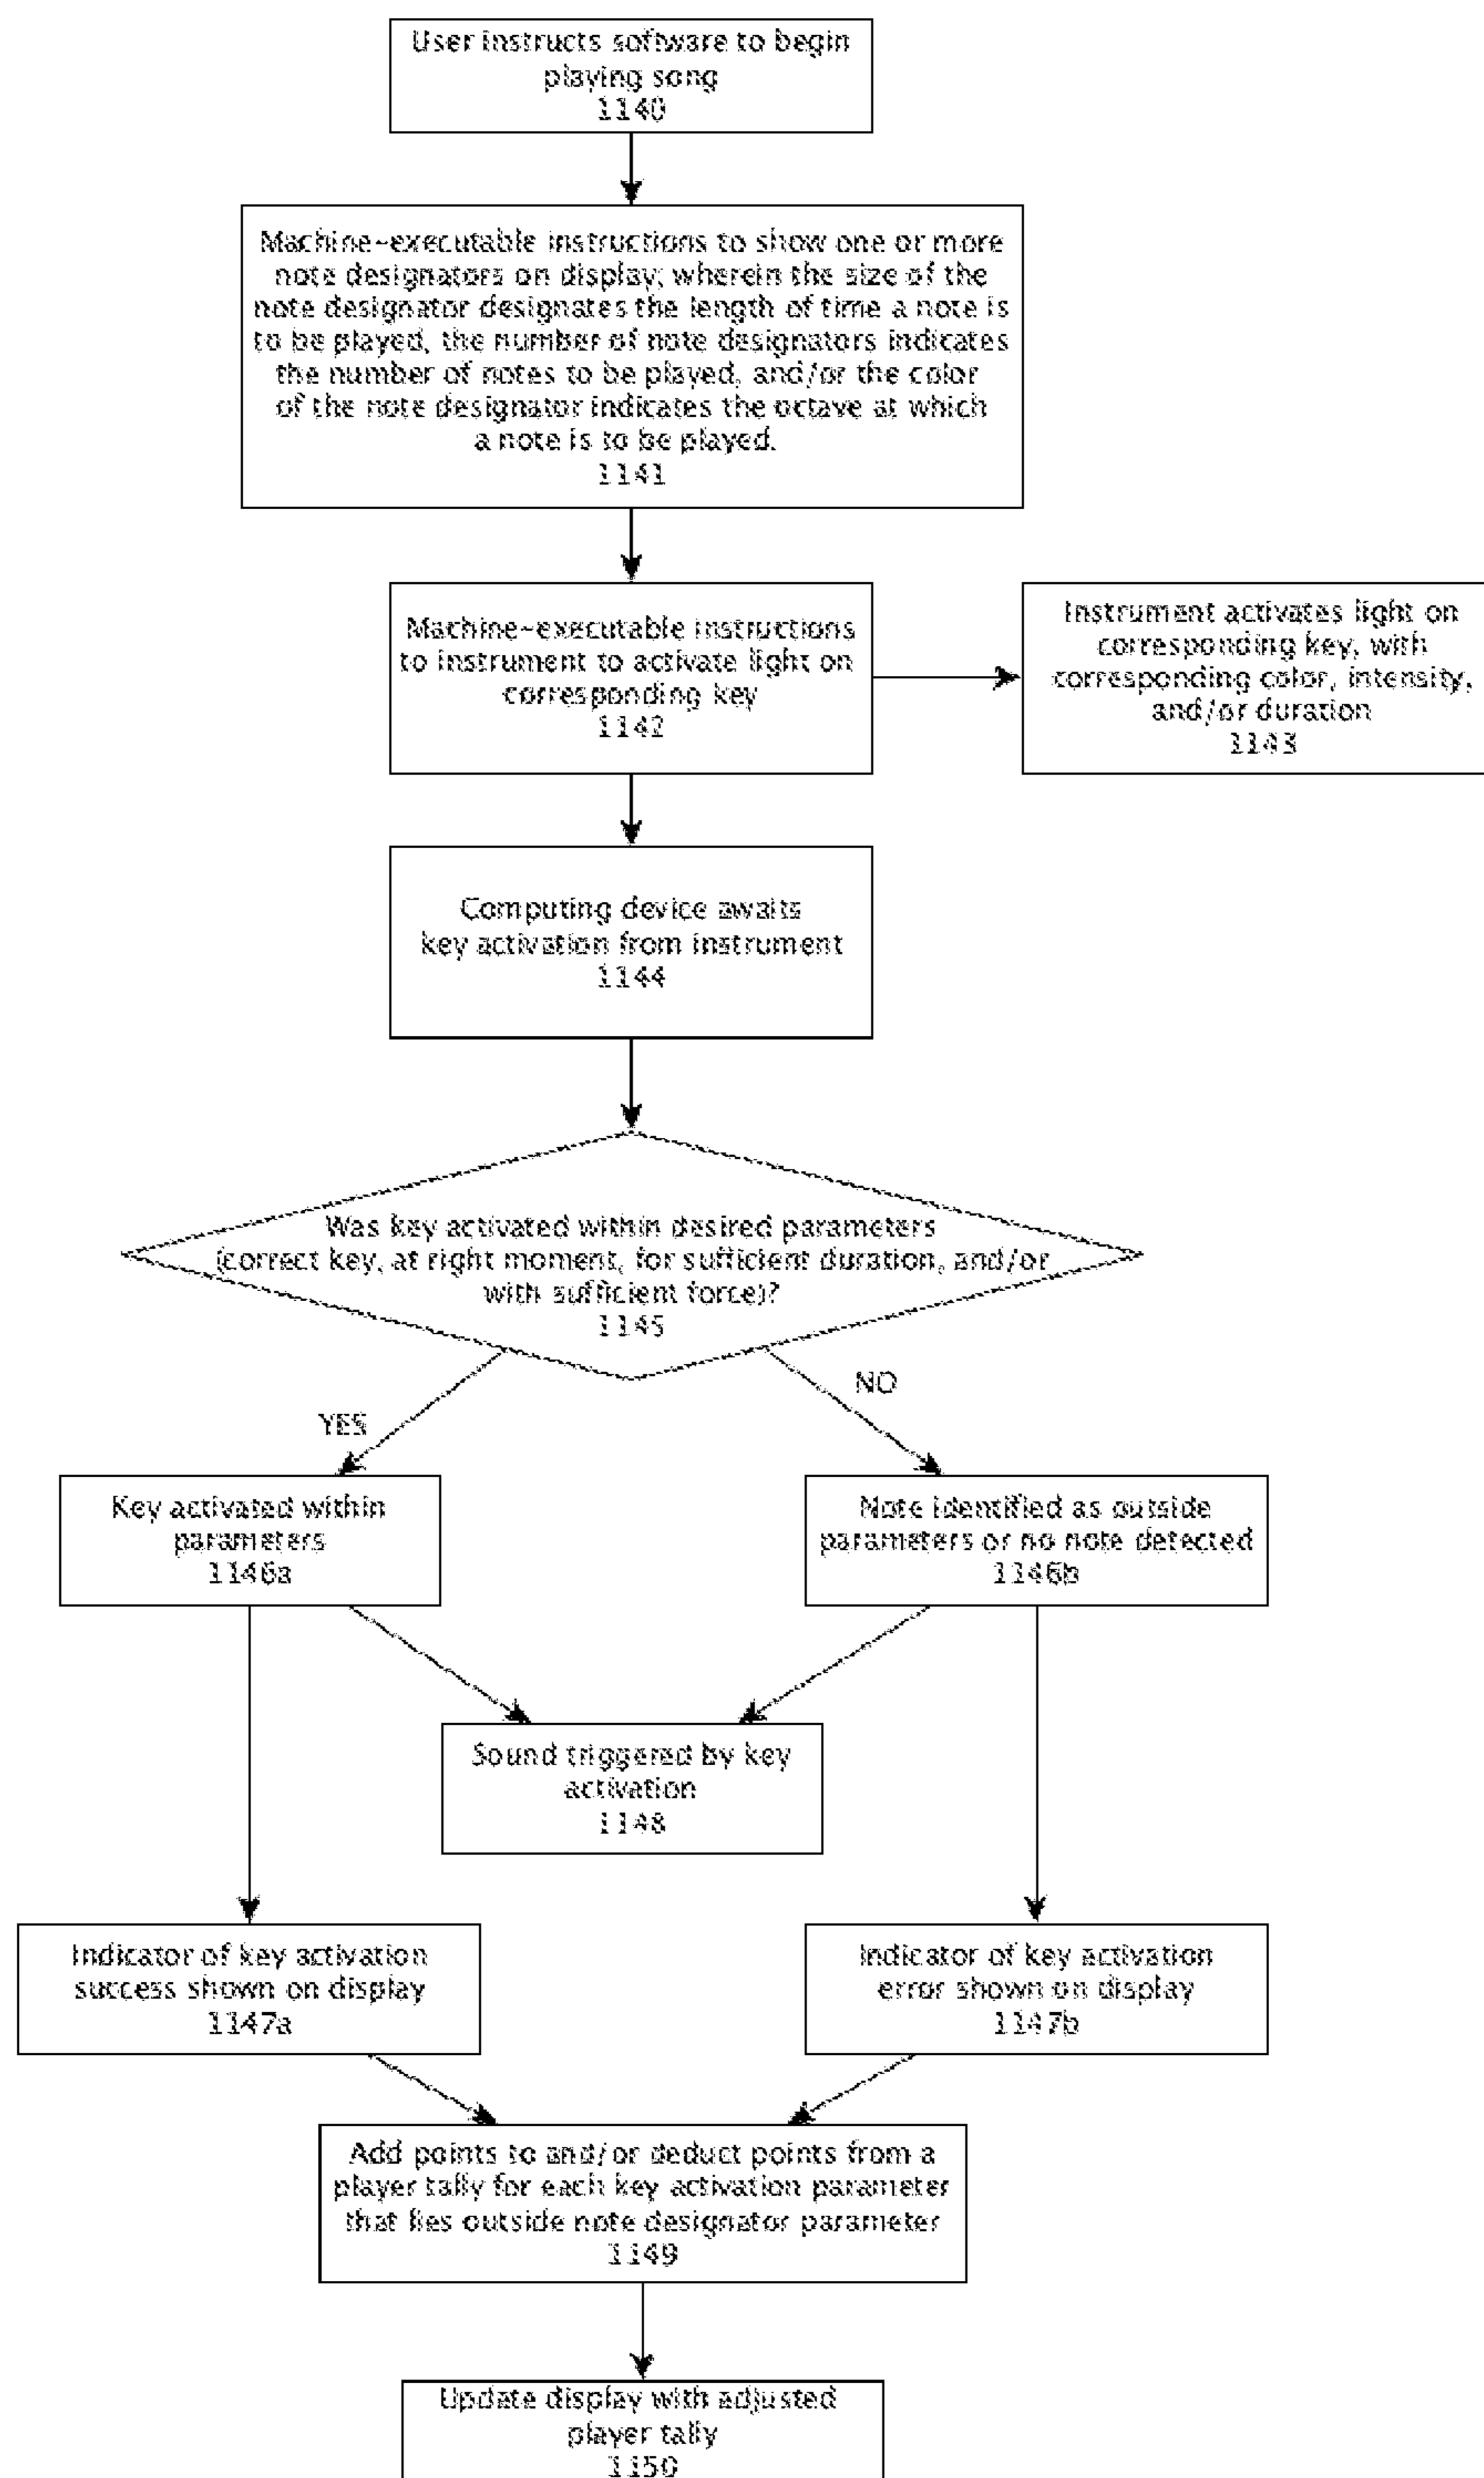 User instructs software to begin
playing song
1140
Machine-executable instructions to show one or more
note designators on display; wherein the size of the
note designator designates the length of time a note is
to be played, the number of note designators indicates
the number of notes to be played, and/or the color
of the note designator indicates the octave at which
a note is to be played.
1141
Machine-executable instructions
to instrument to activate light on
corresponding key
1142
Instrument activates light on
corresponding key, with
corresponding color, intensity,
and/or duration
1143
Computing device awaits
key activation from instrument
1144
Was key activated within desired parameters
(correct key, at right moment, for sufficient duration, and/or
with sufficient force)?
1145
YES
NO
Key activated within
parameters
1146a
Note identified as outside
parameters or no note detected
1146b
Sound triggered by key
activation
1148
Indicator of key activation
success shown on display
1147a
Indicator of key activation
error shown on display
1147b
Add points to and/or deduct points from a
player tally for each key activation parameter
that lies outside note designator parameter
1149
Update display with adjusted
player tally
1150